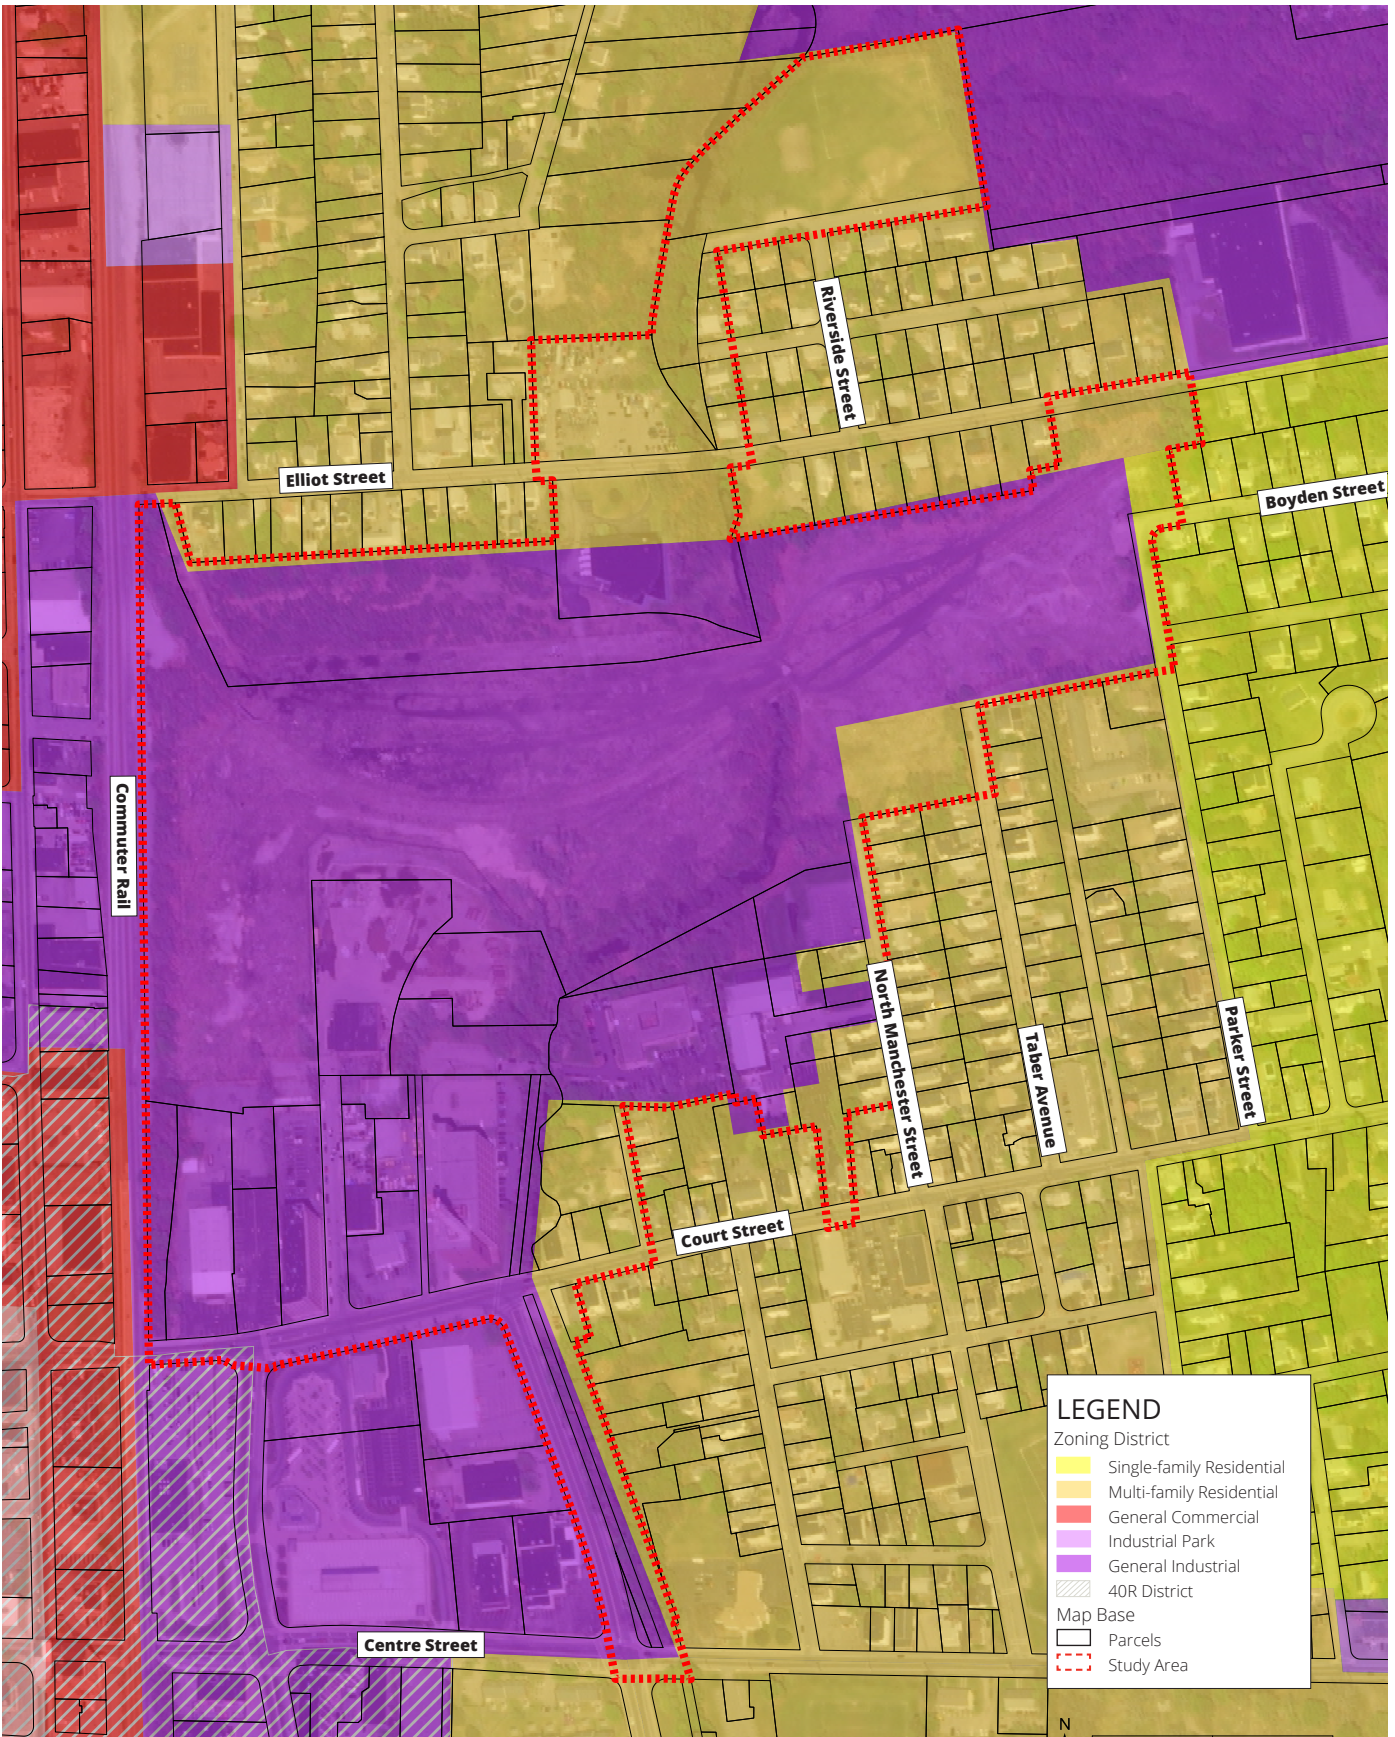 Riverside Street
Elliot Street
Boyden Street
Commuter Rail
North Manchester Street
Taber Avenue
Parker Street
Court Street
Centre Street
LEGEND
Zoning District
Single-family Residential
Multi-family Residential
General Commercial
Industrial Park
General Industrial
40R District
Map Base
Parcels
Study Area
N